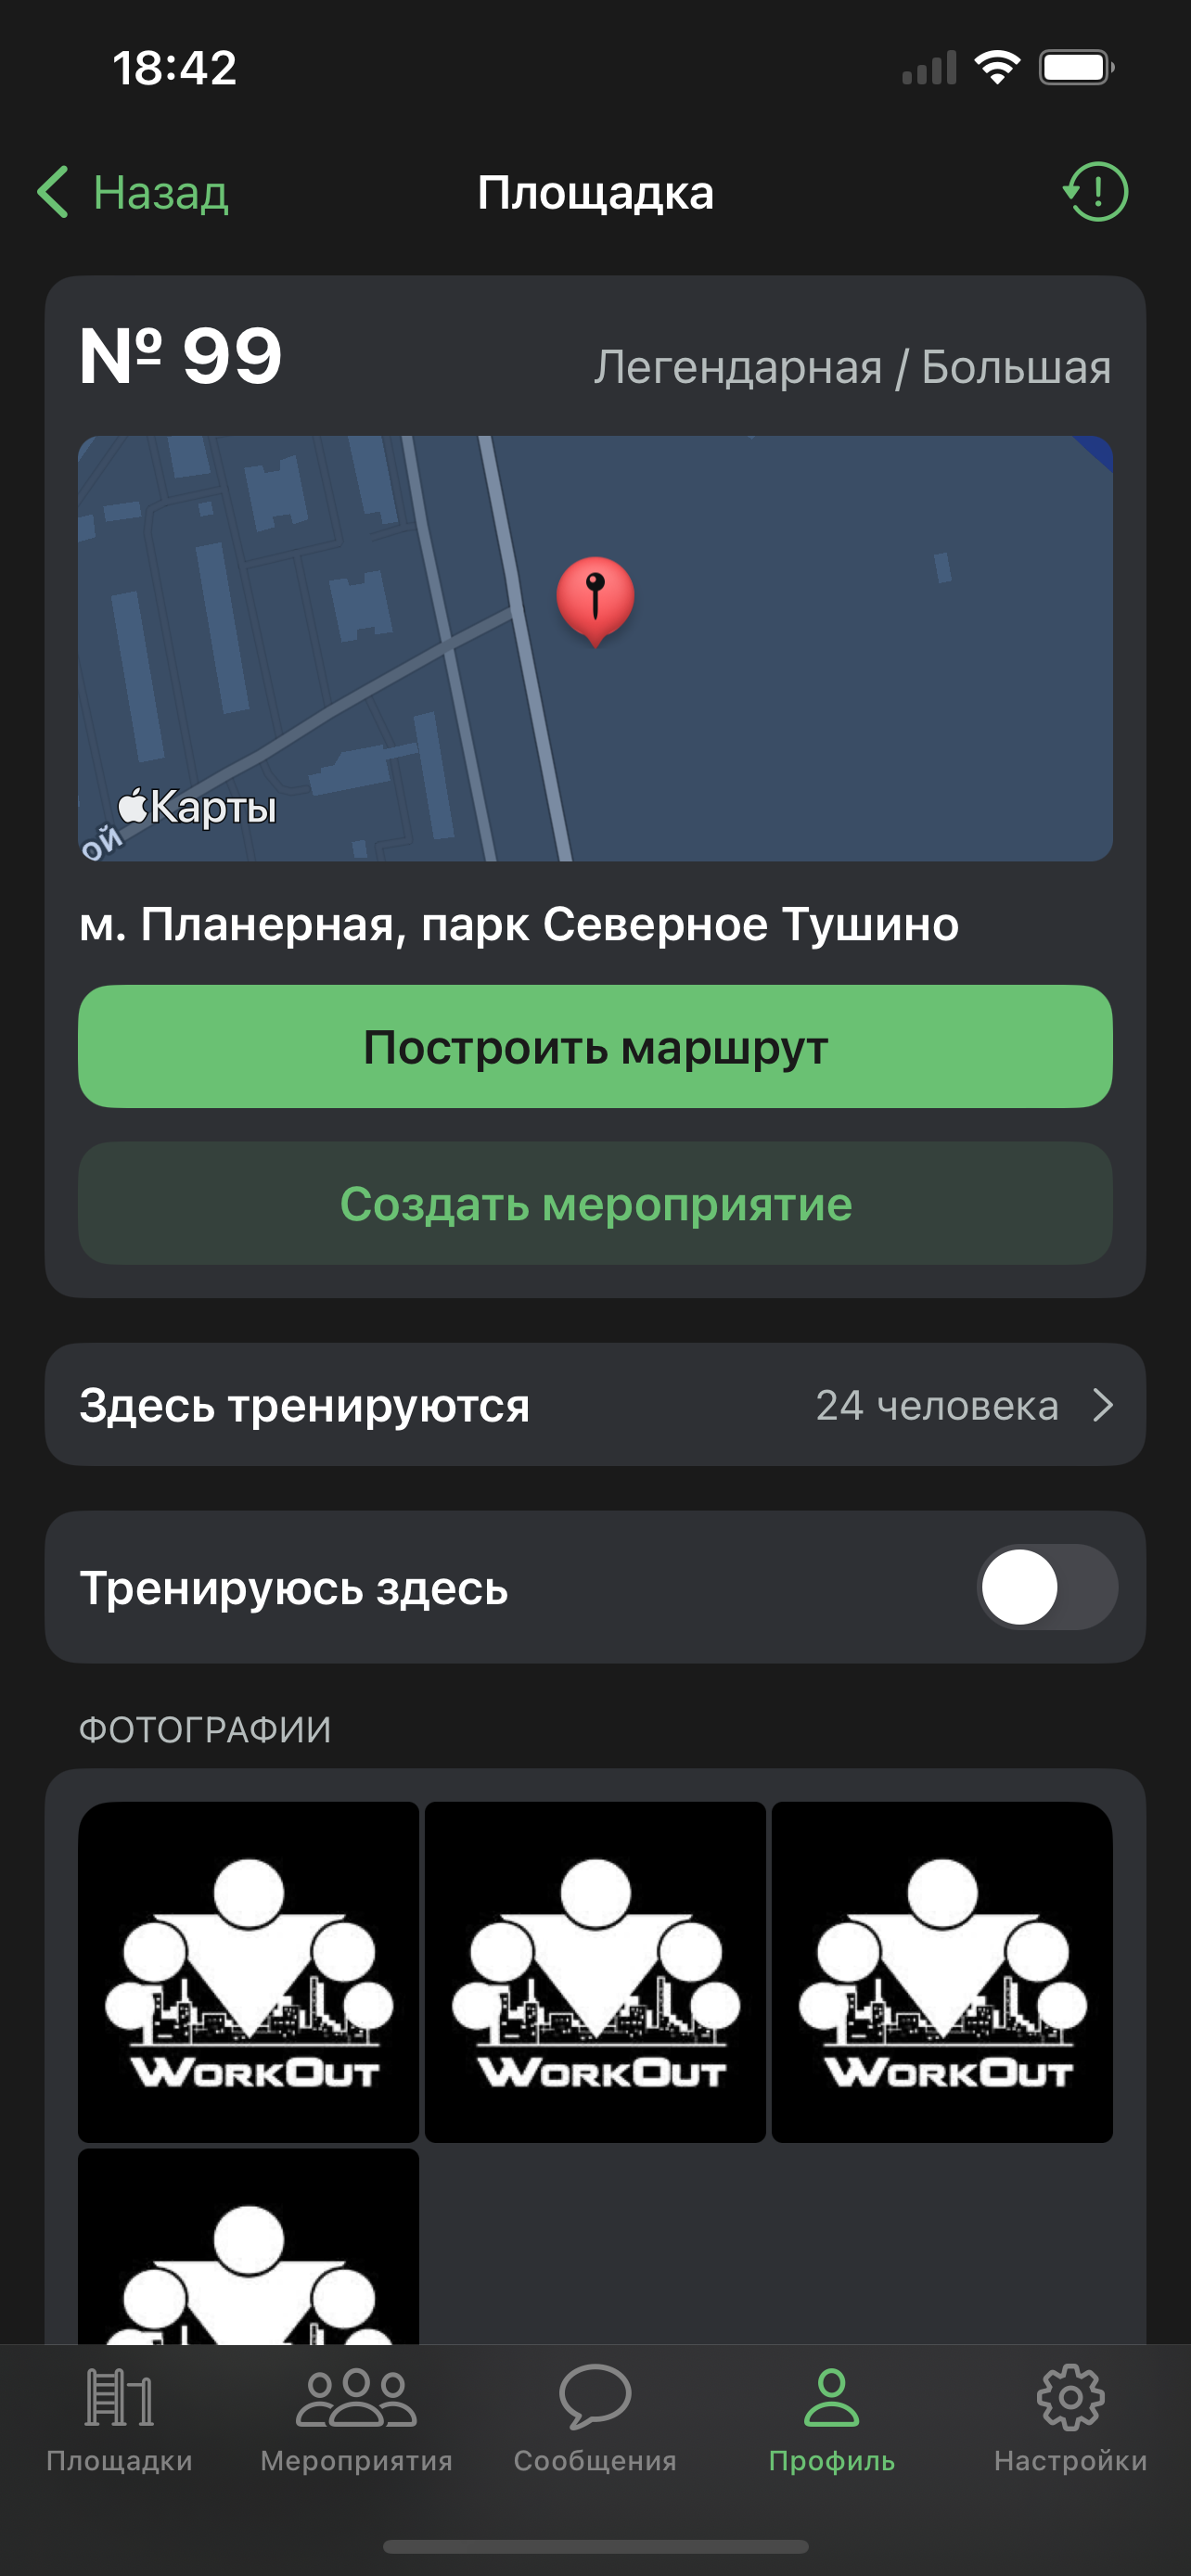 18:42
Назад
Площадка
№ 99
Легендарная / Большая
Карты
ой
м. Планерная, парк Северное Тушино
Построить маршрут
Создать мероприятие
Здесь тренируются
24 человека
Тренируюсь здесь
ФОТОГРАФИИ
WORKOUT
WORKOUT
WORKOUT
Площадки
Мероприятия
Сообщения
Профиль
Настройки